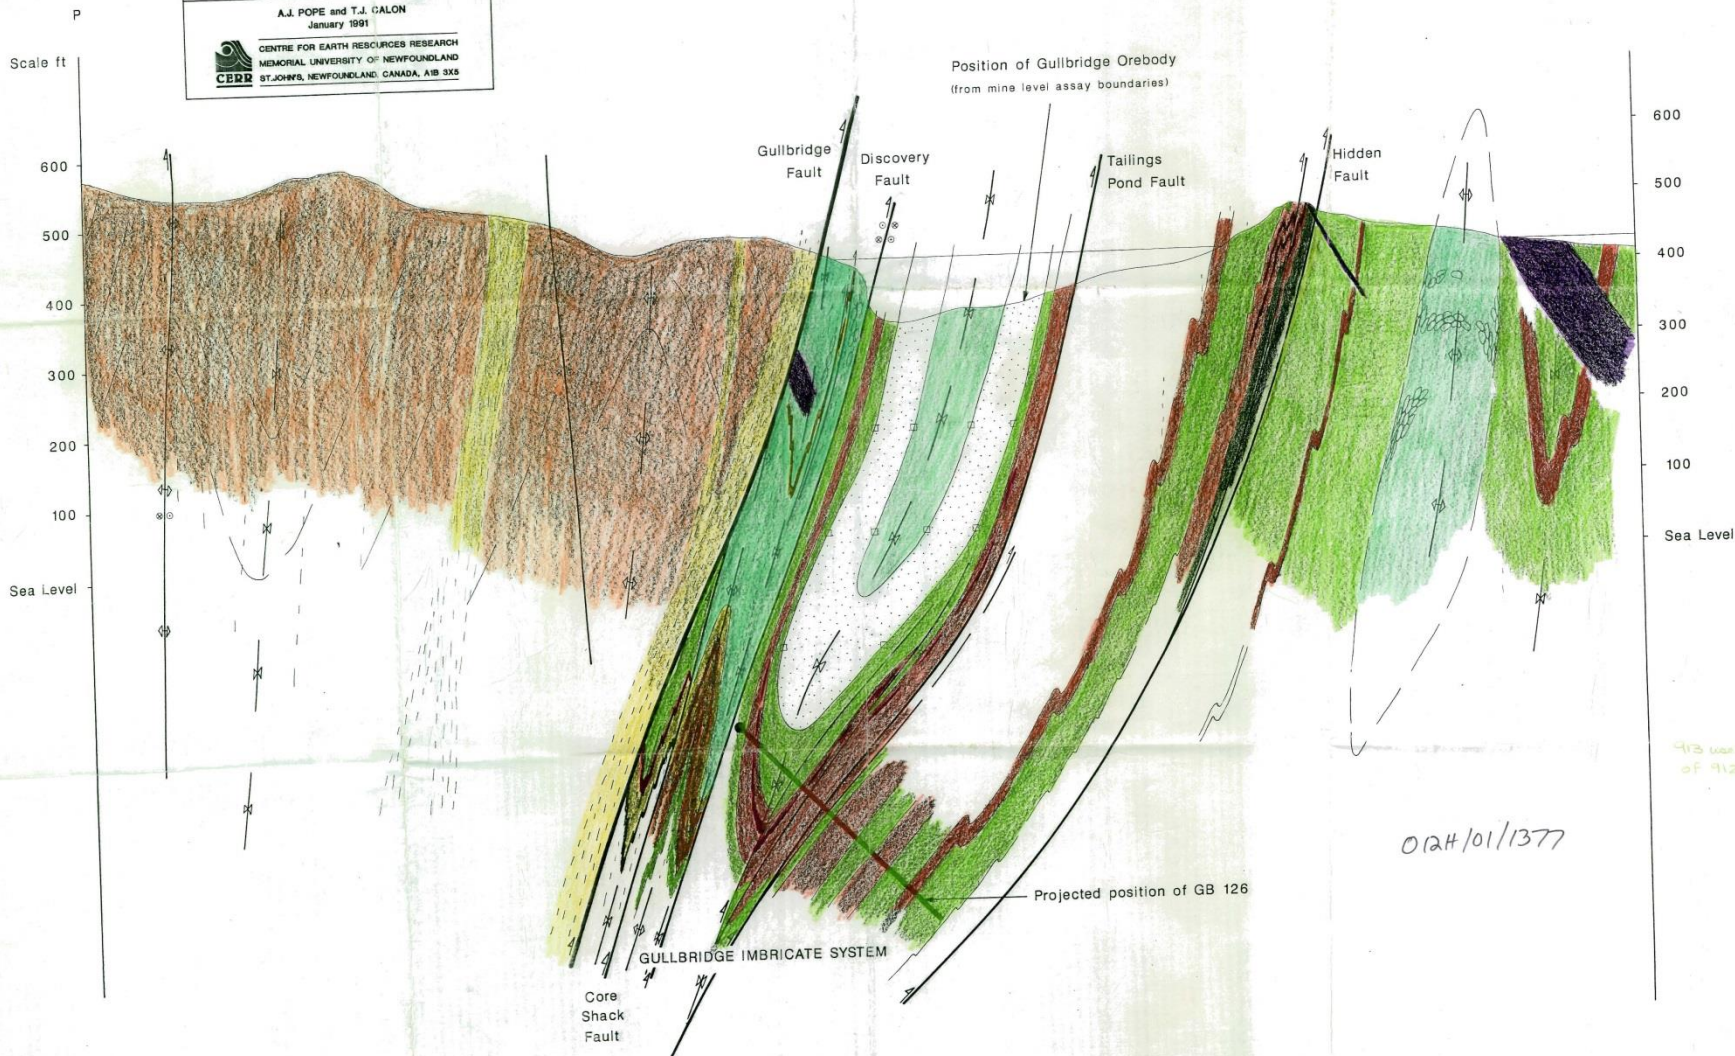 P
A.J. POPE and T.J. CALON
January 1991
CERR
CENTRE FOR EARTH RESOURCES RESEARCH
MEMORIAL UNIVERSITY OF NEWFOUNDLAND
ST.JOHN'S, NEWFOUNDLAND, CANADA, A1B 3X5
Scale ft
600
500
400
300
200
100
Sea Level
Gullbridge
Fault
Discovery
Fault
Position of Gullbridge Orebody
(from mine level assay boundaries)
Tailings
Pond Fault
Hidden
Fault
600
500
400
300
200
100
Sea Level
913
of 912
012H/01/1377
Projected position of GB 126
GULLBRIDGE IMBRICATE SYSTEM
Core
Shack
Fault